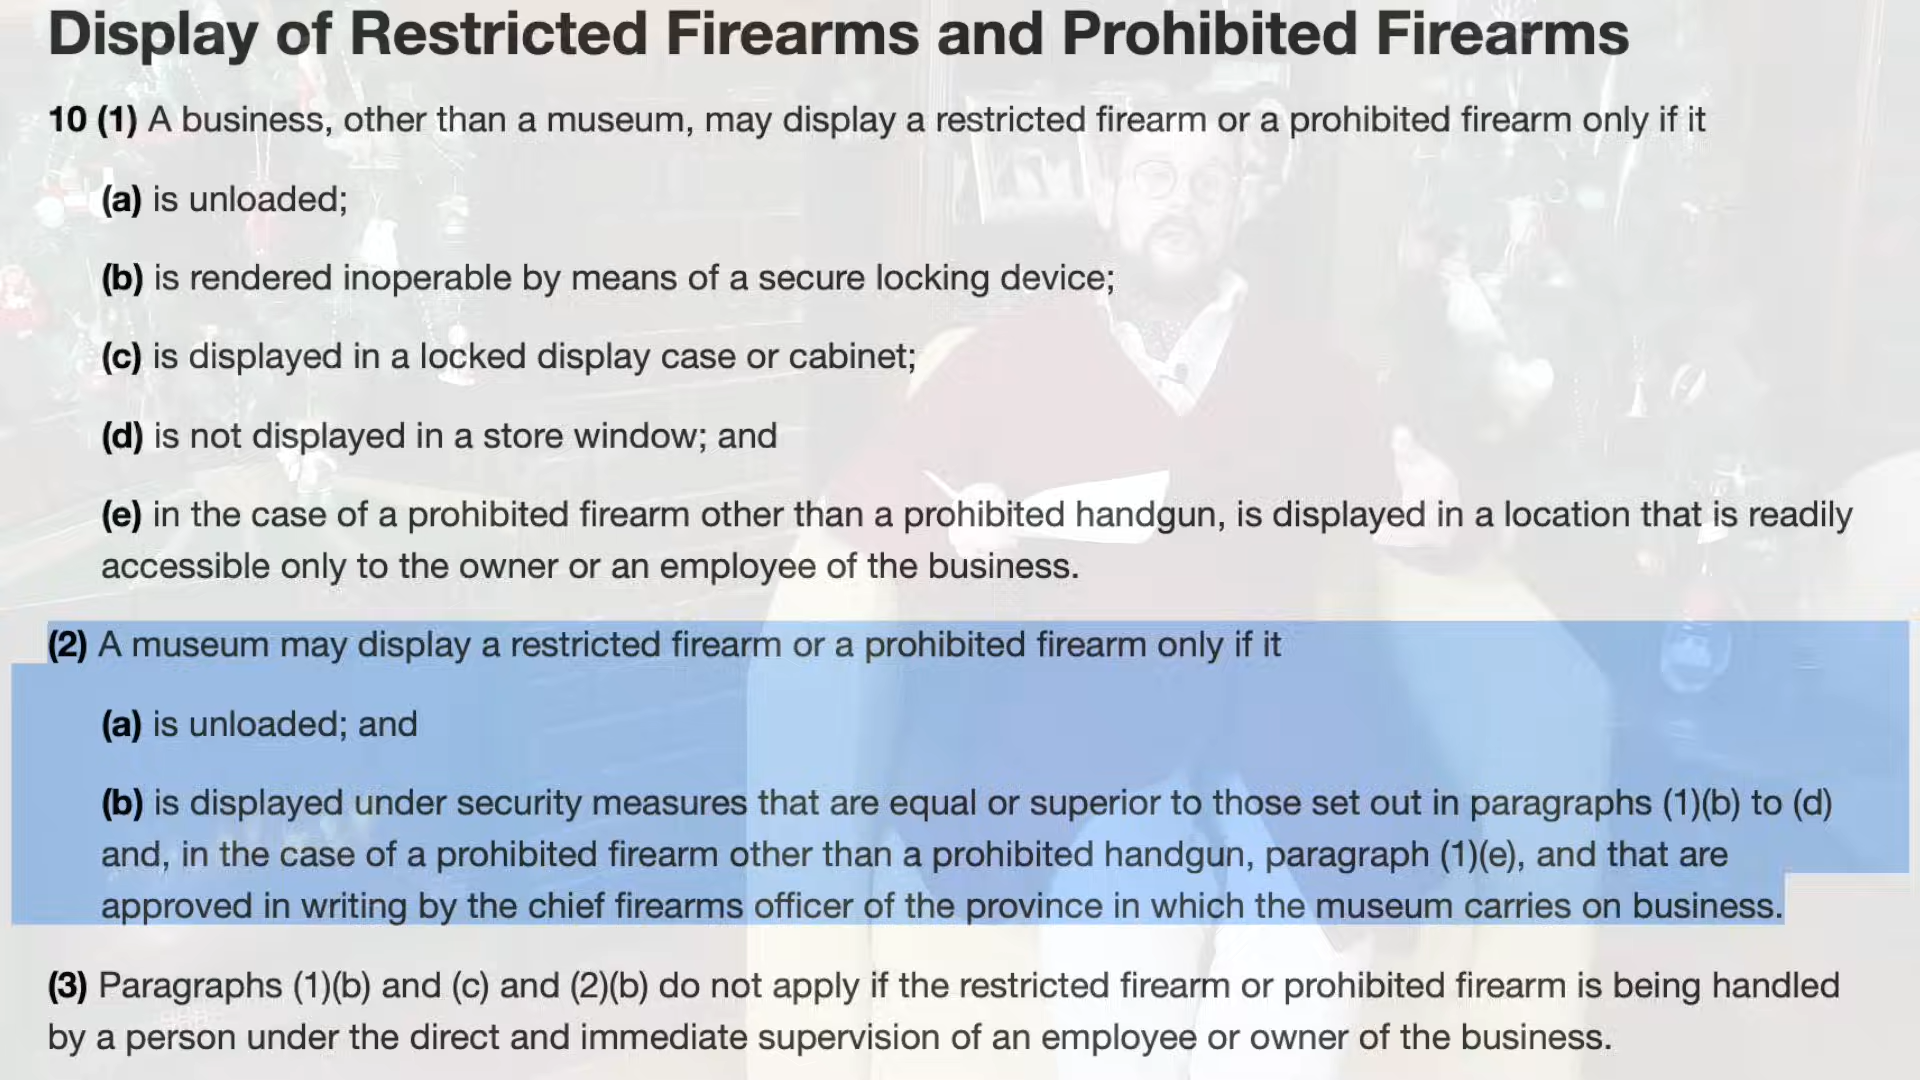 Display of Restricted Firearms and Prohibited Firearms
10 (1) A business, other than a museum, may display a restricted firearm or a prohibited firearm only if it
(a) is unloaded;
(b) is rendered inoperable by means of a secure locking device;
(c) is displayed in a locked display case or cabinet;
(d) is not displayed in a store window; and
(e) in the case of a prohibited firearm other than a prohibited handgun, is displayed in a location that is readily
accessible only to the owner or an employee of the business.
(2) A museum may display a restricted firearm or a prohibited firearm only if it
(a) is unloaded; and
(b) is displayed under security measures that are equal or superior to those set out in paragraphs (1)(b) to (d)
and, in the case of a prohibited firearm other than a prohibited handgun, paragraph (1)(e), and that are
approved in writing by the chief firearms officer of the province in which the museum carries on business.
(3) Paragraphs (1)(b) and (c) and (2)(b) do not apply if the restricted firearm or prohibited firearm is being handled
by a person under the direct and immediate supervision of an employee or owner of the business.